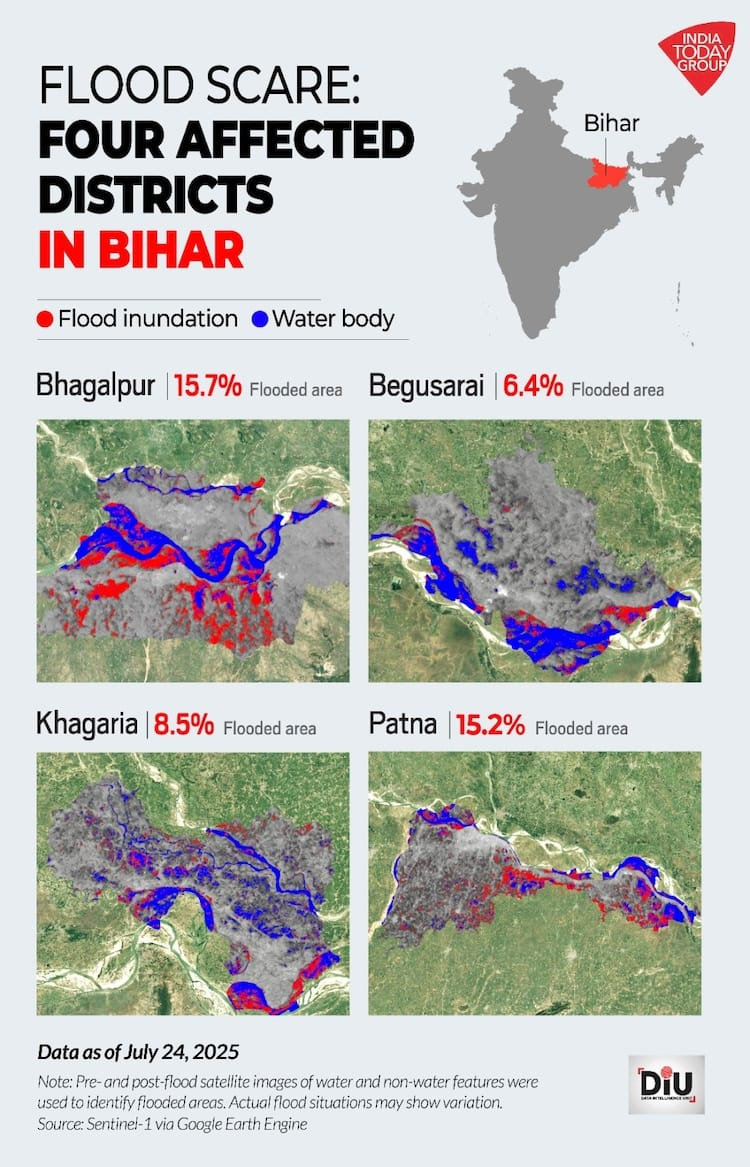 INDIA
TODAY
GROUP
FLOOD SCARE:
FOUR AFFECTED
DISTRICTS
IN BIHAR
Bihar
Flood inundation Water body
Bhagalpur | 15.7% Flooded area
Begusarai | 6.4% Flooded area
Khagaria | 8.5% Flooded area
Patna | 15.2% Flooded area
Data as of July 24, 2025
Note: Pre- and post-flood satellite images of water and non-water features were
used to identify flooded areas. Actual flood situations may show variation.
Source: Sentinel-1 via Google Earth Engine
DiU
DATA INTELLIGENCE UNIT